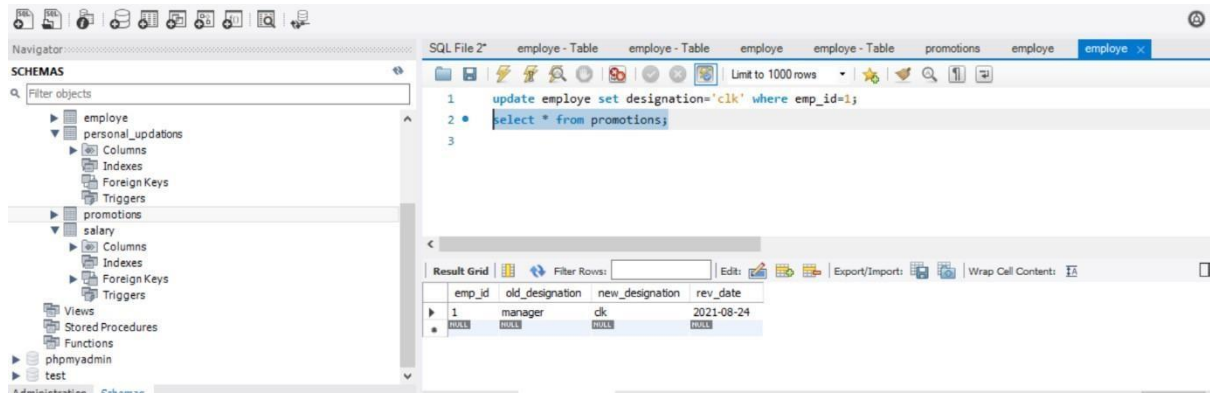 Navigator
SCHEMAS
Filter objects
employe
personal_updations
Columns
Indexes
Foreign Keys
Triggers
promotions
salary
Columns
Indexes
Foreign Keys
Triggers
Views
Stored Procedures
Functions
phpmyadmin
test
Administration Schemas
SQL File 2* employe - Table employe - Table employe employe - Table promotions employe employe
Limit to 1000 rows
1 update employe set designation='clk' where emp_id=1;
2 select * from promotions;
3
Result Grid Filter Rows: Edit: Export/Import: Wrap Cell Content:
emp_id old_designation new_designation rev_date
1 manager clk 2021-08-24
NULL NULL NULL NULL